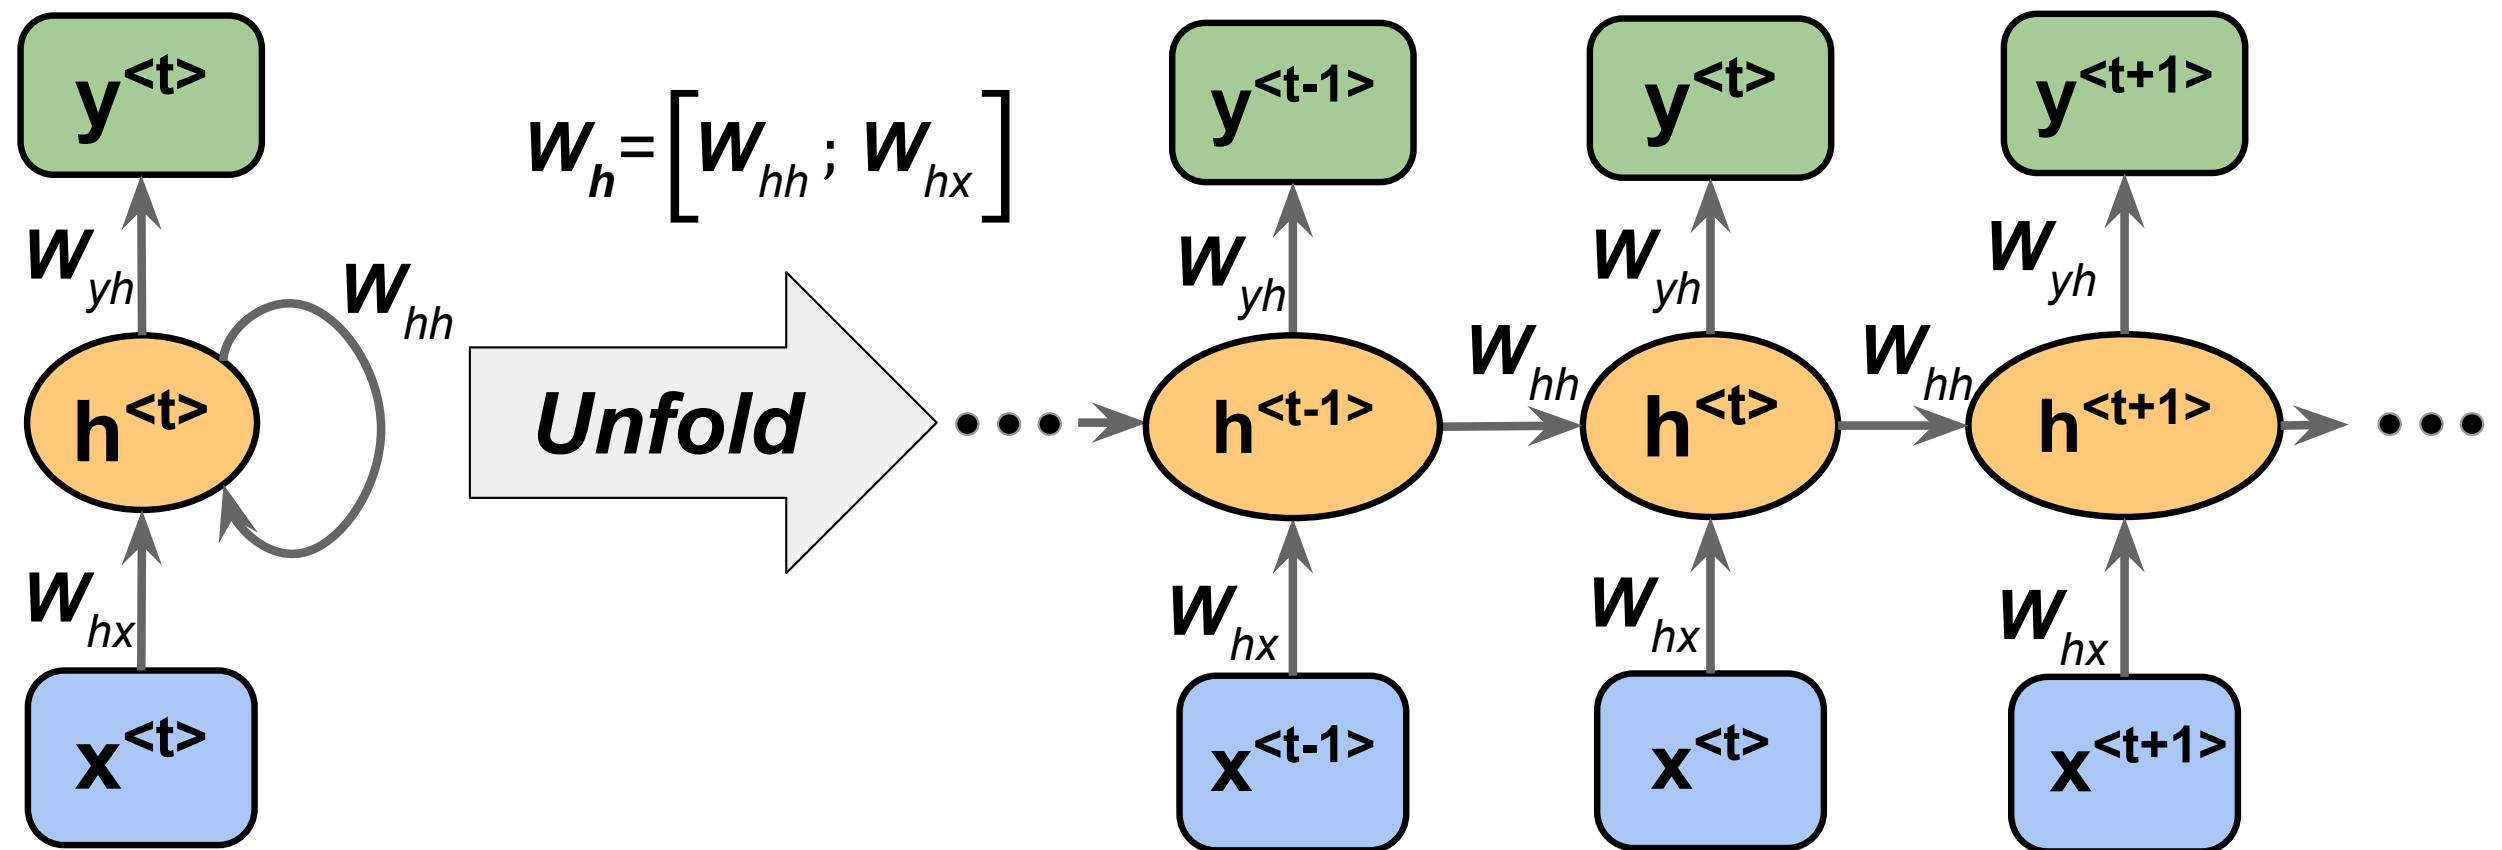 y<t>
W_yh
W_hh
h<t>
W_hx
x<t>
W_h=[W_hh ; W_hx]
Unfold
y<t-1>
y<t>
y<t+1>
W_yh
W_yh
W_yh
W_hh
W_hh
h<t-1>
h<t>
h<t+1>
W_hx
W_hx
W_hx
x<t-1>
x<t>
x<t+1>